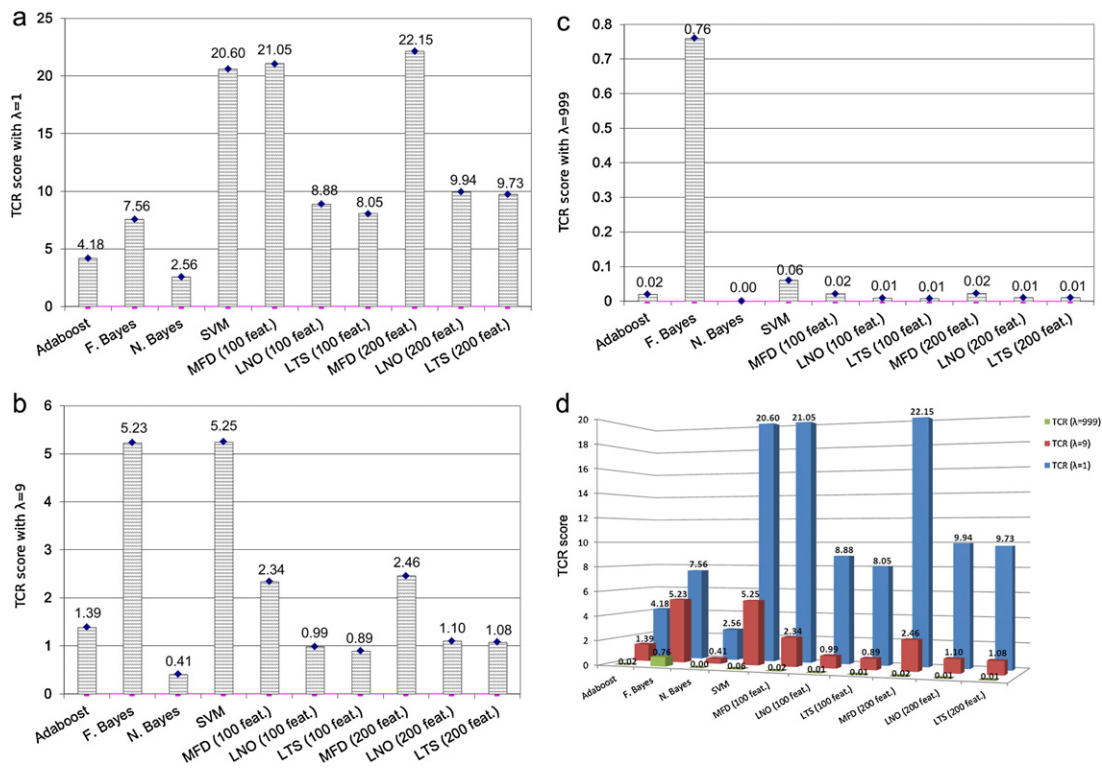 a
TCR score with λ=1
25
20
15
10
5
0
4.18
7.56
2.56
20.60
21.05
8.88
8.05
22.15
9.94
9.73
Adaboost
F. Bayes
N. Bayes
SVM
MFD (100 feat.)
LNO (100 feat.)
LTS (100 feat.)
MFD (200 feat.)
LNO (200 feat.)
LTS (200 feat.)
c
TCR score with λ=999
0.8
0.7
0.6
0.5
0.4
0.3
0.2
0.1
0
0.02
0.76
0.00
0.06
0.02
0.01
0.01
0.02
0.01
0.01
Adaboost
F. Bayes
N. Bayes
SVM
MFD (100 feat.)
LNO (100 feat.)
LTS (100 feat.)
MFD (200 feat.)
LNO (200 feat.)
LTS (200 feat.)
b
TCR score with λ=9
6
5
4
3
2
1
0
1.39
5.23
0.41
5.25
2.34
0.99
0.89
2.46
1.10
1.08
Adaboost
F. Bayes
N. Bayes
SVM
MFD (100 feat.)
LNO (100 feat.)
LTS (100 feat.)
MFD (200 feat.)
LNO (200 feat.)
LTS (200 feat.)
d
TCR score
20
18
16
14
12
10
8
6
4
2
0
TCR (λ=999)
TCR (λ=9)
TCR (λ=1)
4.18
7.56
2.56
20.60
21.05
8.88
8.05
22.15
9.94
9.73
1.39
5.23
0.41
5.25
2.34
0.99
0.89
2.46
1.10
1.08
0.02
0.76
0.00
0.06
0.02
0.01
0.01
0.02
0.01
0.01
Adaboost
F. Bayes
N. Bayes
SVM
MFD (100 feat.)
LNO (100 feat.)
LTS (100 feat.)
MFD (200 feat.)
LNO (200 feat.)
LTS (200 feat.)